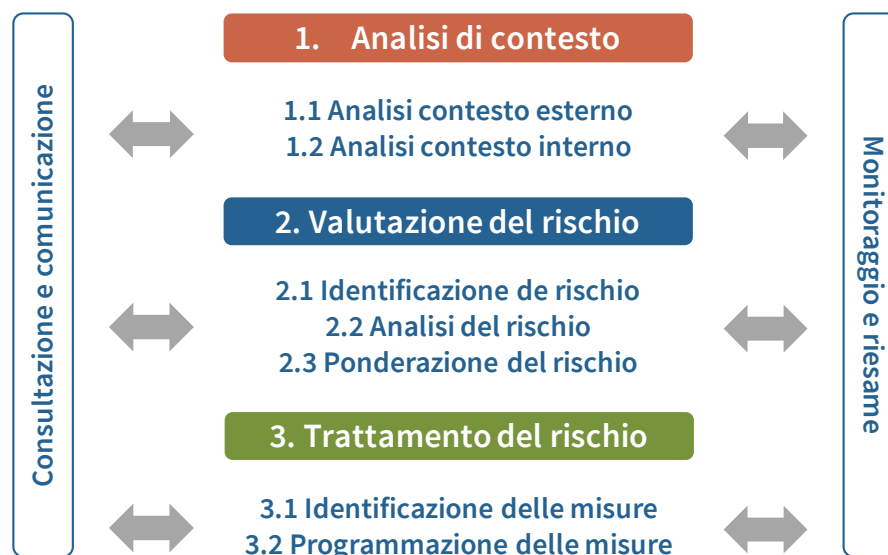 Consultazione e comunicazione
1. Analisi di contesto
1.1 Analisi contesto esterno
1.2 Analisi contesto interno
2. Valutazione del rischio
2.1 Identificazione de rischio
2.2 Analisi del rischio
2.3 Ponderazione del rischio
3. Trattamento del rischio
3.1 Identificazione delle misure
3.2 Programmazione delle misure
Monitoraggio e riesame